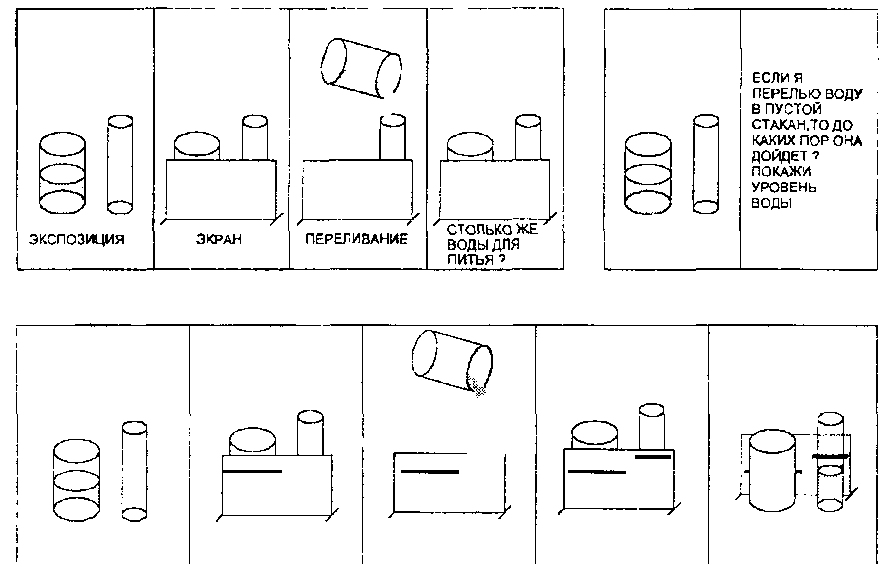 ЭКСПОЗИЦИЯ
ЭКРАН
ПЕРЕЛИВАНИЕ
СТОЛЬКО ЖЕ
ВОДЫ ДЛЯ
ПИТЬЯ ?
ЕСЛИ Я
ПЕРЕЛЬЮ ВОДУ
В ПУСТОЙ
СТАКАН,ТО ДО
КАКИХ ПОР ОНА
ДОЙДЕТ ?
ПОКАЖИ
УРОВЕНЬ
ВОДЫ